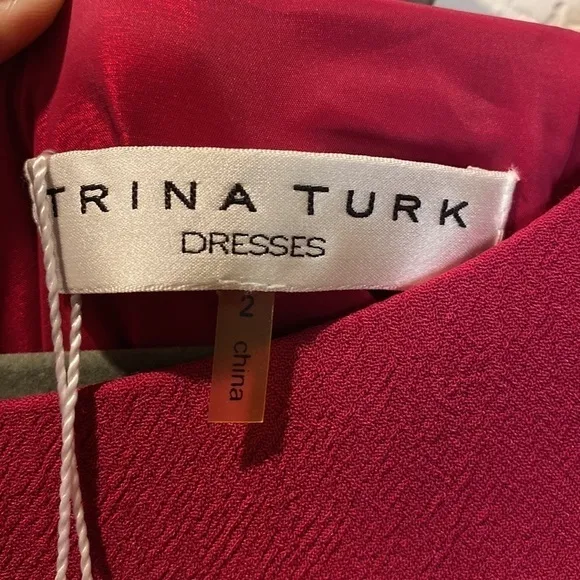 TRINA TURK
DRESSES
2
china